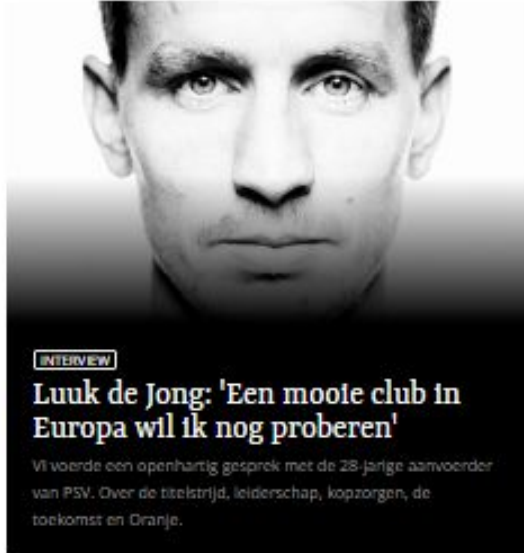 INTERVIEW
Luuk de Jong: 'Een mooie club in
Europa wil ik nog proberen'
VI voerde een openhartig gesprek met de 28-jarige aanvoerder
van PSV. Over de titelstrijd, leiderschap, kopzorgen, de
toekomst en Oranje.